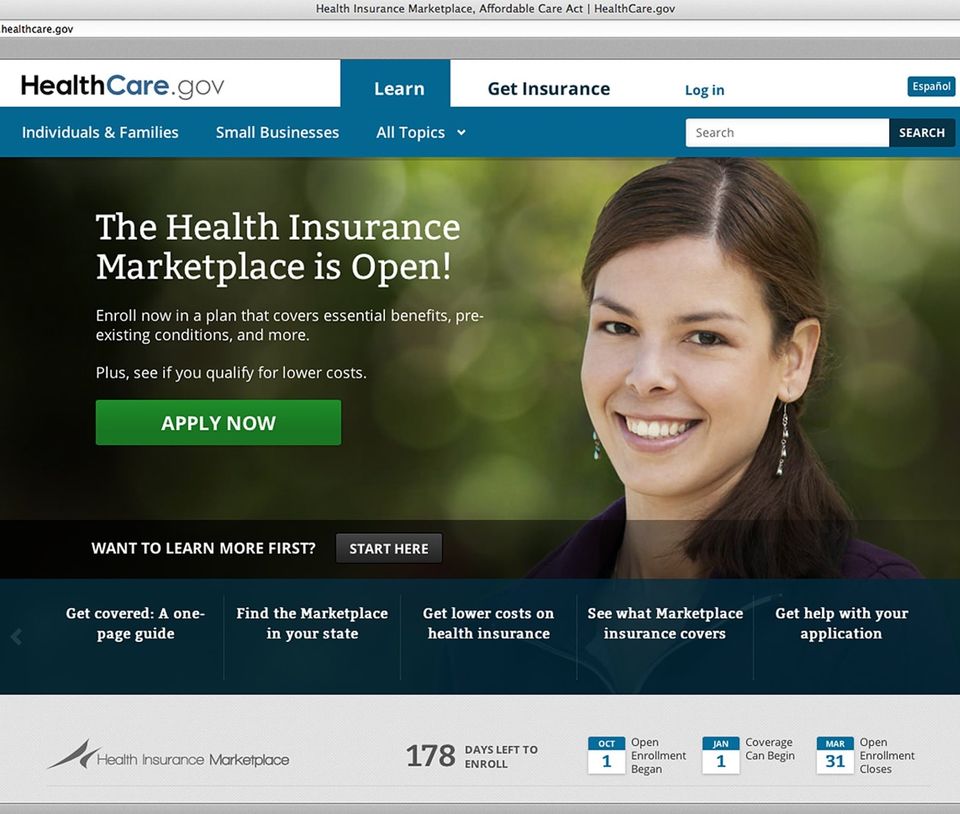 Health Insurance Marketplace, Affordable Care Act | HealthCare.gov
healthcare.gov
HealthCare.gov
Learn
Get Insurance
Log in
Español
Individuals & Families
Small Businesses
All Topics
Search
SEARCH
The Health Insurance
Marketplace is Open!
Enroll now in a plan that covers essential benefits, pre-
existing conditions, and more.
Plus, see if you qualify for lower costs.
APPLY NOW
WANT TO LEARN MORE FIRST?
START HERE
Get covered: A one-
page guide
Find the Marketplace
in your state
Get lower costs on
health insurance
See what Marketplace
insurance covers
Get help with your
application
Health Insurance Marketplace
178
DAYS LEFT TO
ENROLL
OCT
1
Open
Enrollment
Began
JAN
1
Coverage
Can Begin
MAR
31
Open
Enrollment
Closes